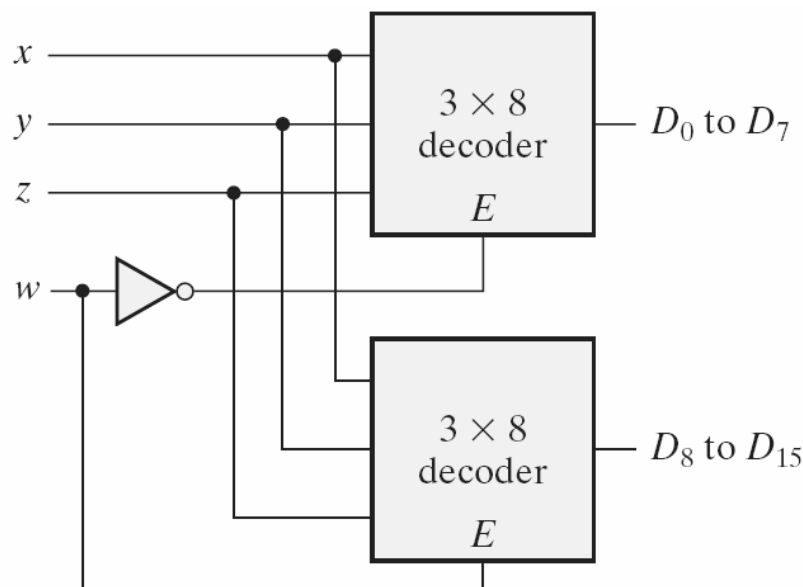 x
y
z
w
3 × 8
decoder
E
D₀ to D₇
3 × 8
decoder
E
D₈ to D₁₅